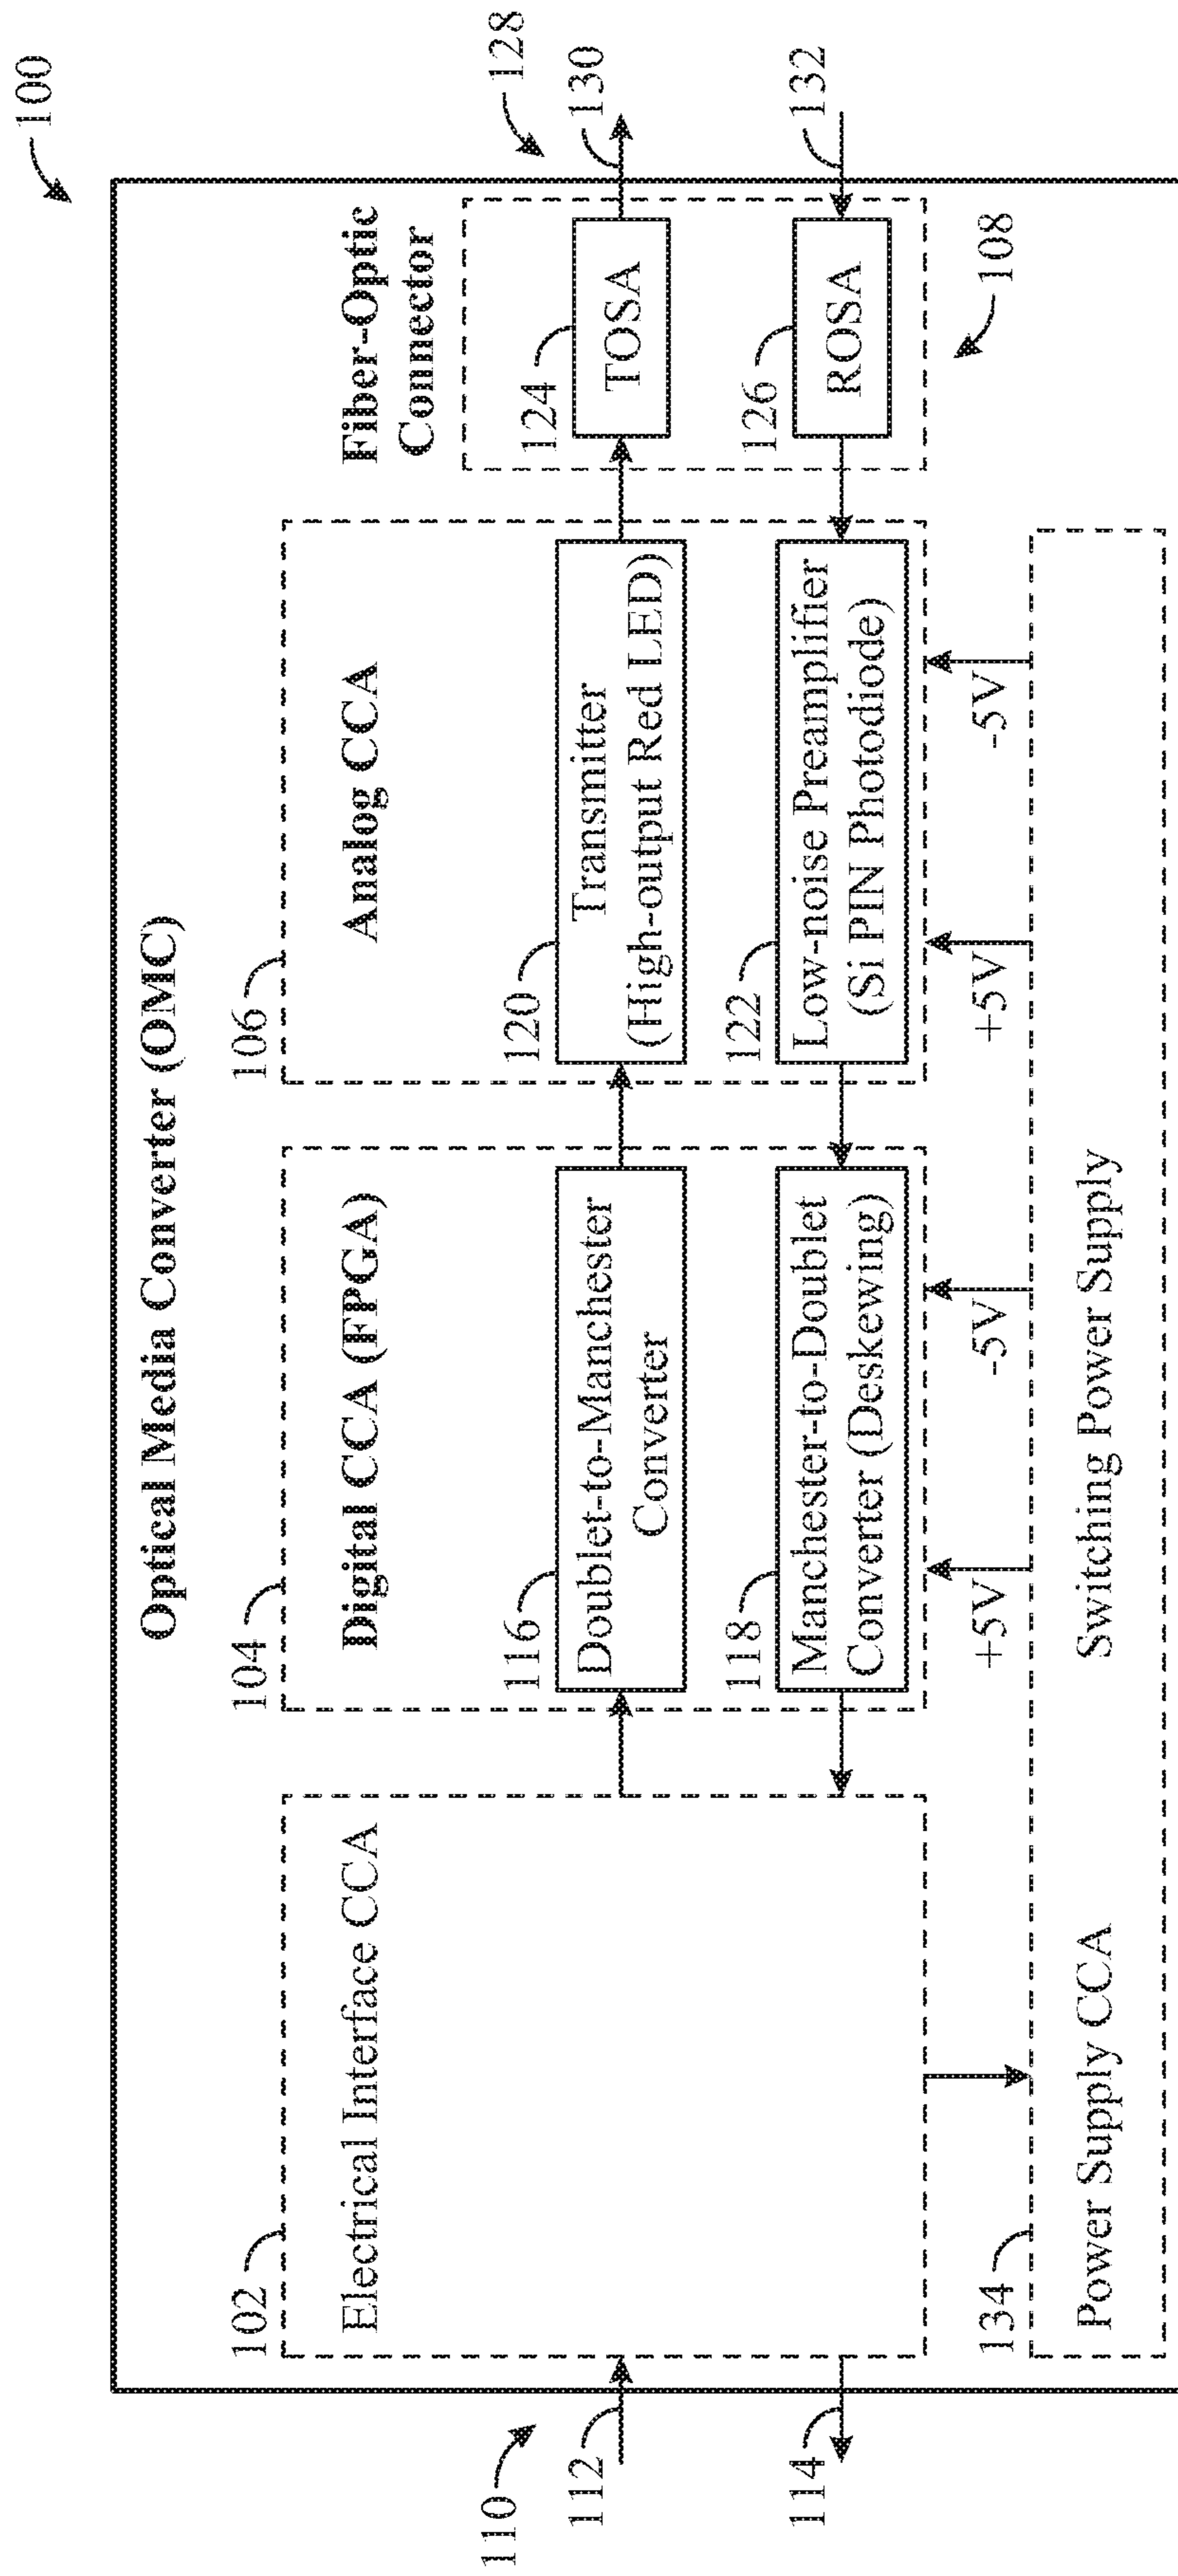 100
Optical Media Converter (OMC)
102
Electrical Interface CCA
104
Digital CCA (FPGA)
106
Analog CCA
Fiber-Optic
Connector
110
112
114
116
Doublet-to-Manchester
Converter
118
Manchester-to-Doublet
Converter (Deskewing)
120
Transmitter
(High-output Red LED)
122
Low-noise Preamplifier
(Si PIN Photodiode)
124
TOSA
126
ROSA
128
130
132
108
+5V
-5V
+5V
-5V
134
Power Supply CCA
Switching Power Supply